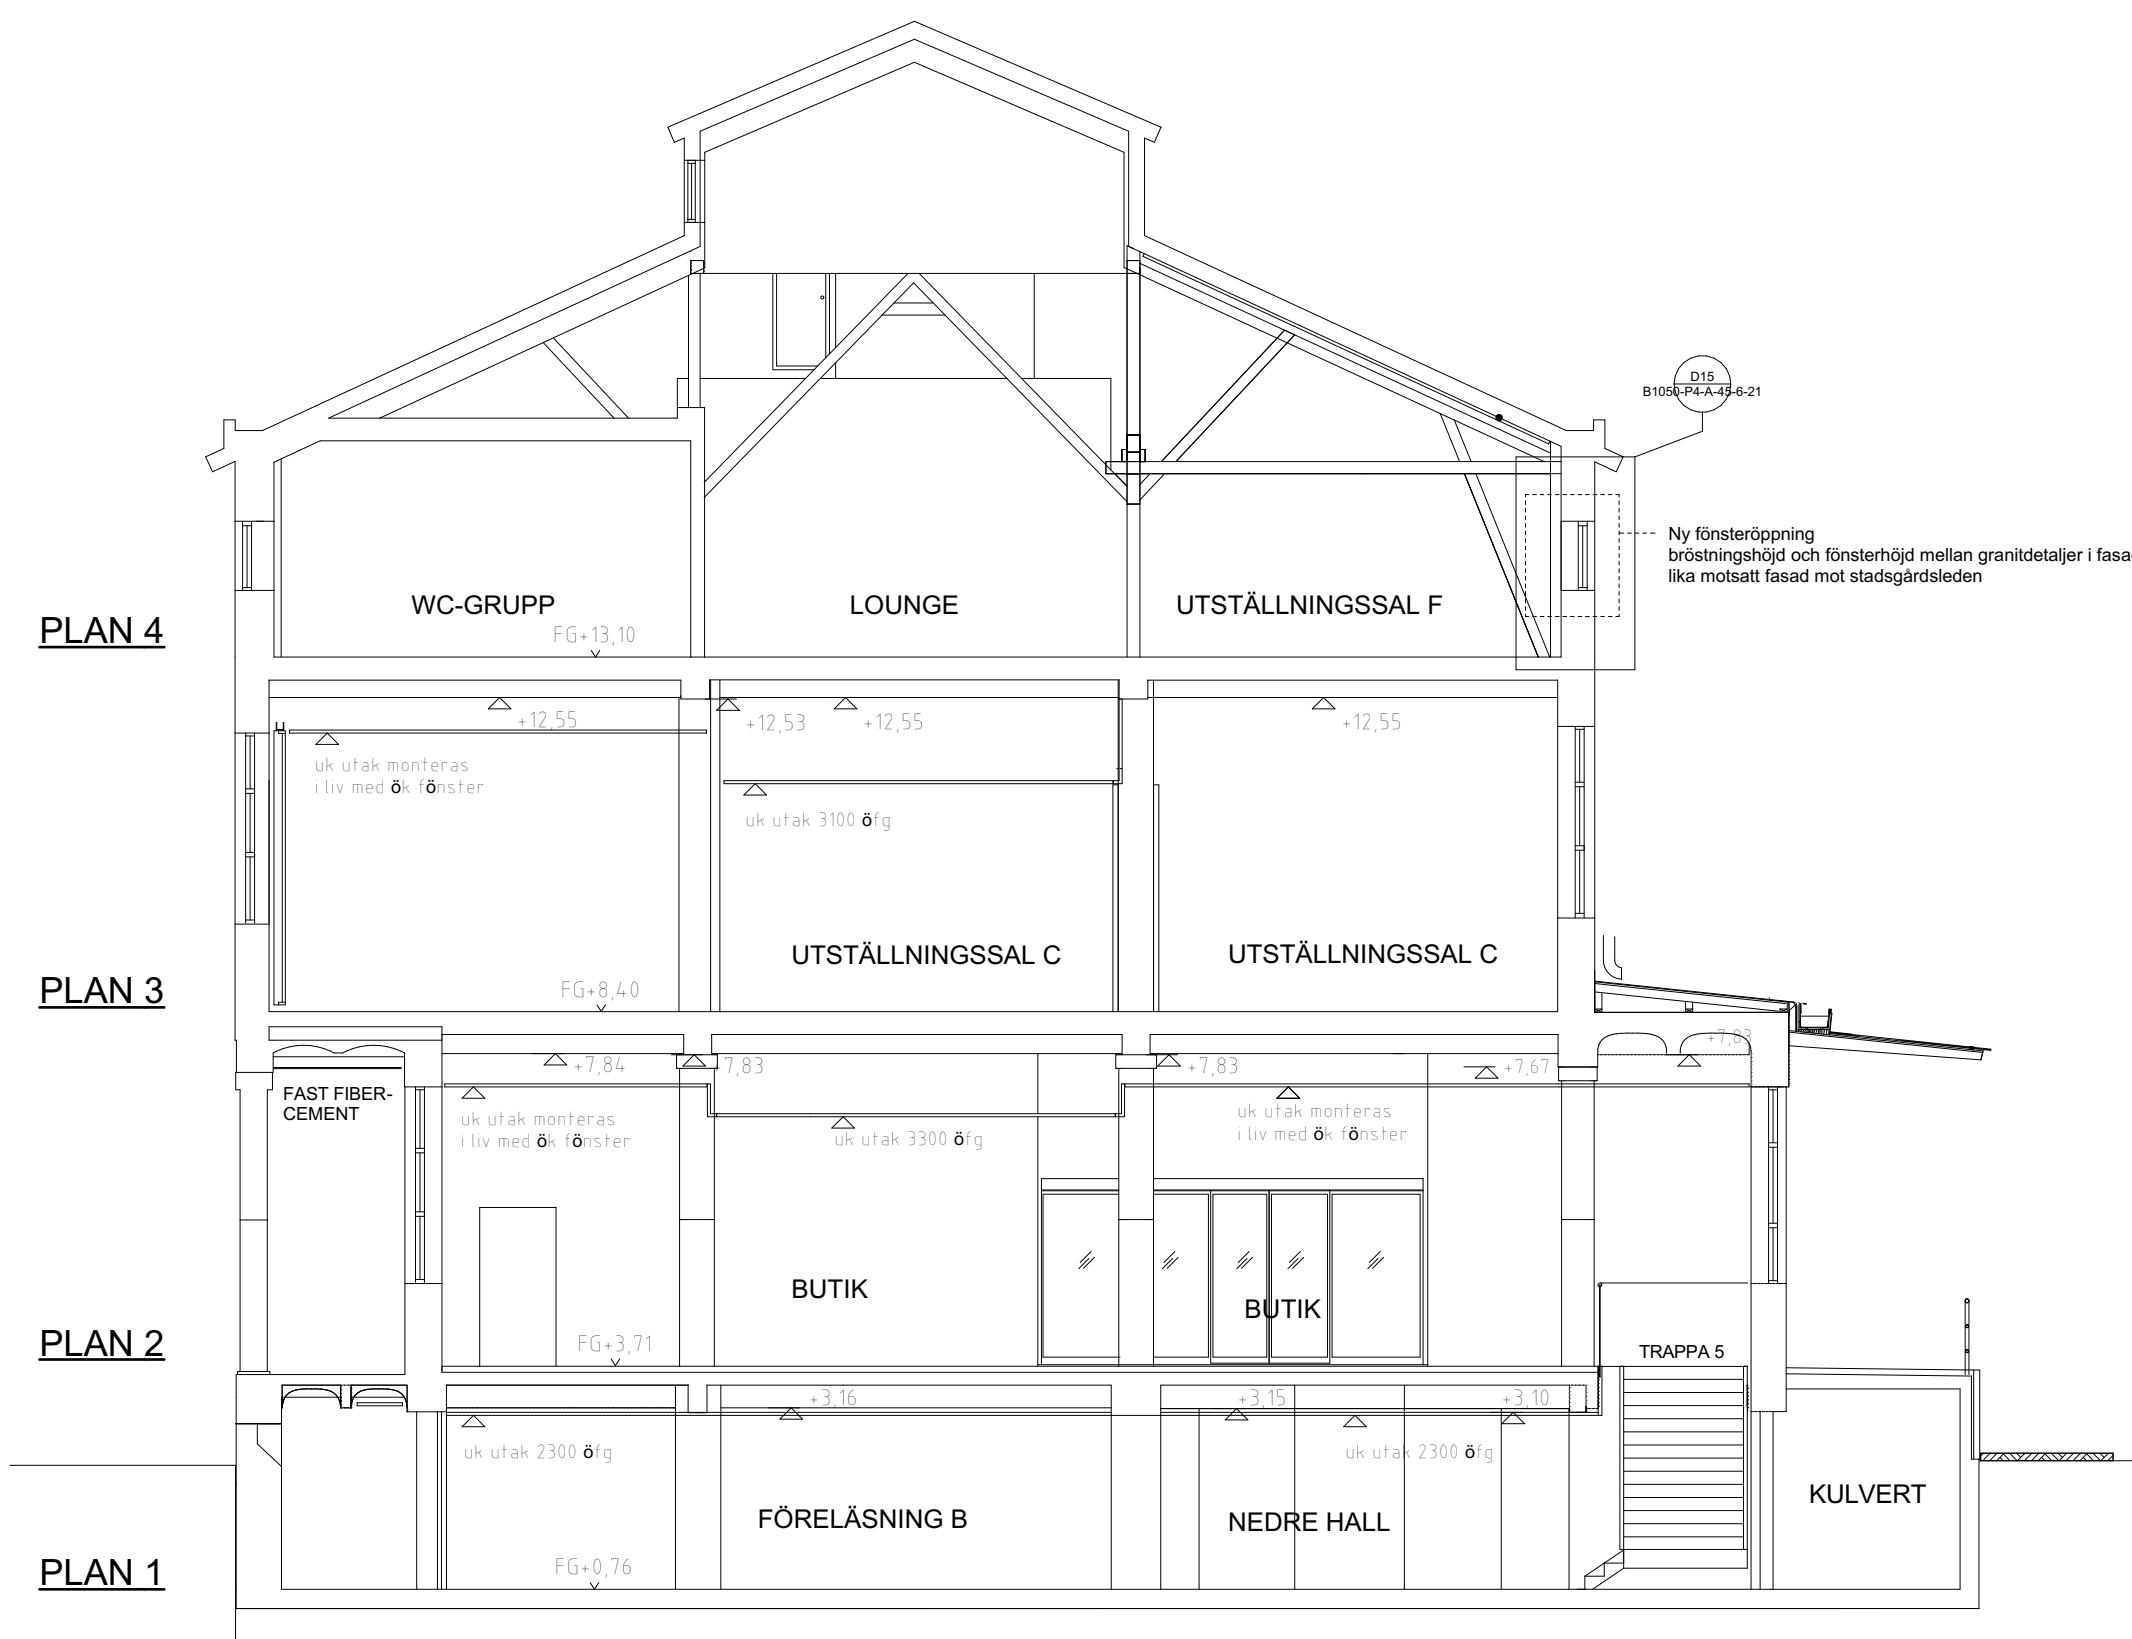 D15
B1050-P4-A-45-6-21
Ny fönsteröppning
bröstningshöjd och fönsterhöjd mellan granitdetaljer i
lika motsatt fasad mot stadsgårdsleden
PLAN 4
WC-GRUPP
LOUNGE
UTSTÄLLNINGSSAL F
FG+13,10
+12,55
+12,53
+12,55
+12,55
uk utak monteras
i liv med ök fönster
uk utak 3100 öfg
PLAN 3
UTSTÄLLNINGSSAL C
UTSTÄLLNINGSSAL C
FG+8,40
+7,84
7,83
+7,83
+7,67
+7,83
FAST FIBER-
CEMENT
uk utak monteras
i liv med ök fönster
uk utak 3300 öfg
uk utak monteras
i liv med ök fönster
BUTIK
BUTIK
PLAN 2
FG+3,71
TRAPPA 5
+3,16
+3,15
+3,10
uk utak 2300 öfg
uk utak 2300 öfg
FÖRELÄSNING B
NEDRE HALL
KULVERT
PLAN 1
FG+0,76